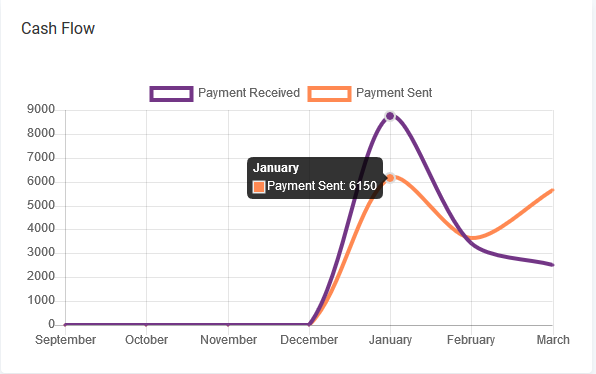 Cash Flow
Payment Received Payment Sent
9000
8000
7000
6000
5000
4000
3000
2000
1000
0
January
Payment Sent: 6150
September October November December January February March